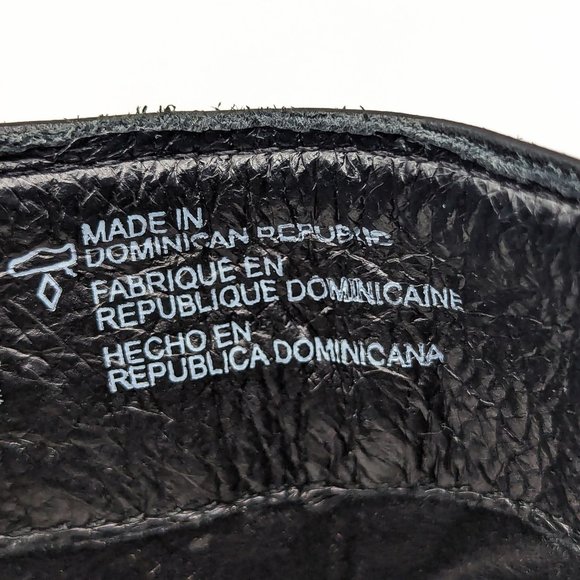 MADE IN
DOMINICAN REPUBLIC
FABRIQUE EN
REPUBLIQUE DOMINICAINE
HECHO EN
REPUBLICA DOMINICANA